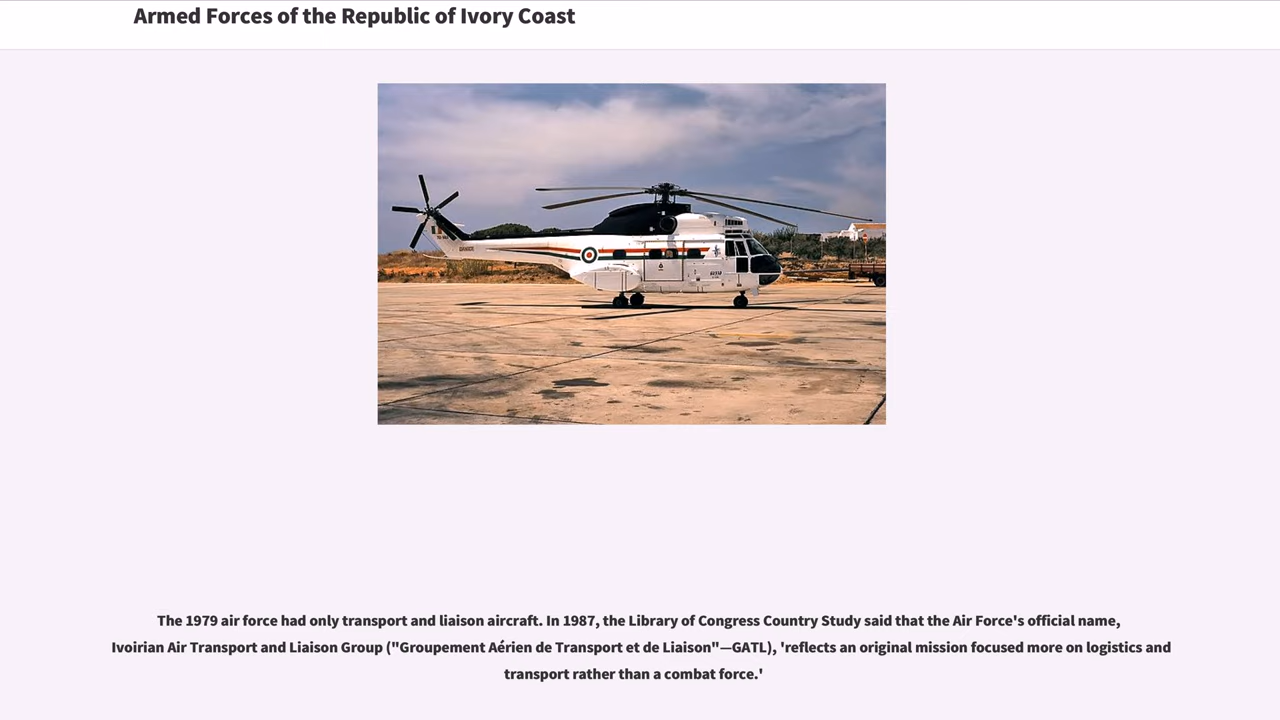 Armed Forces of the Republic of Ivory Coast
The 1979 air force had only transport and liaison aircraft. In 1987, the Library of Congress Country Study said that the Air Force's official name,
Ivoirian Air Transport and Liaison Group ("Groupement Aérien de Transport et de Liaison"—GATL), 'reflects an original mission focused more on logistics and
transport rather than a combat force.'